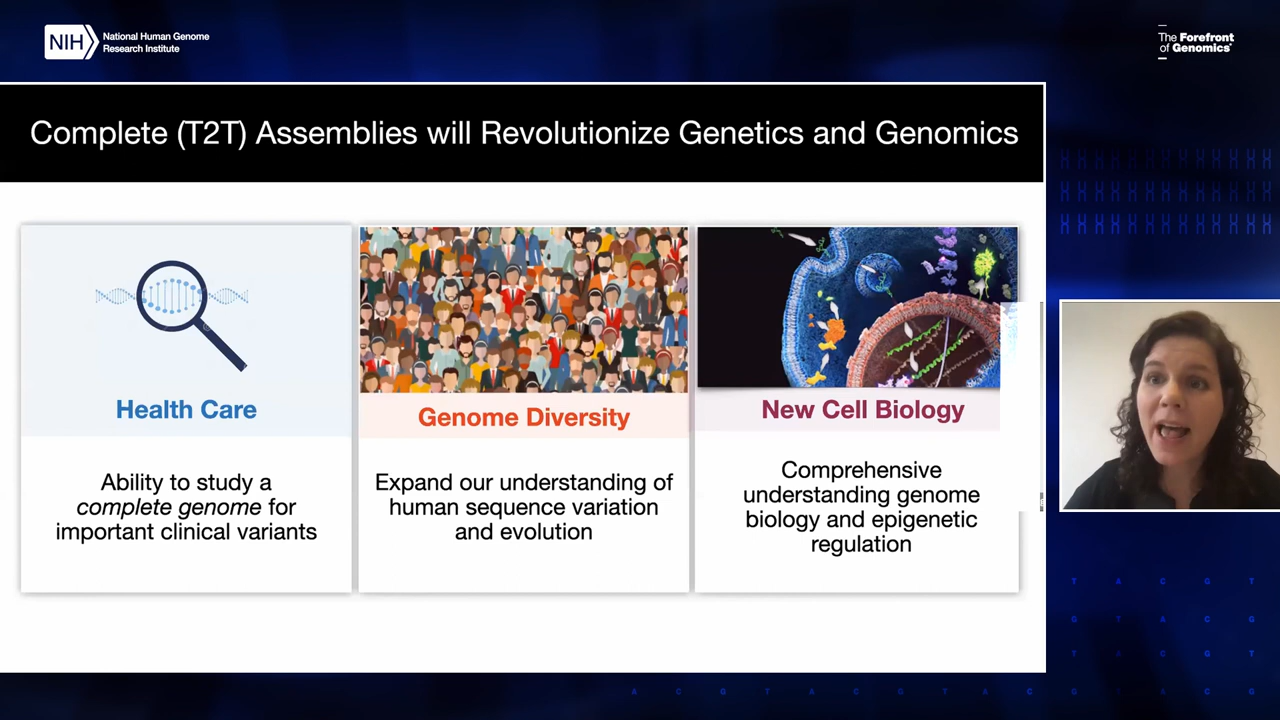 NIH
National Human Genome
Research Institute
The Forefront
of Genomics®
Complete (T2T) Assemblies will Revolutionize Genetics and Genomics
Health Care
Ability to study a
complete genome for
important clinical variants
Genome Diversity
Expand our understanding of
human sequence variation
and evolution
New Cell Biology
Comprehensive
understanding genome
biology and epigenetic
regulation
T A C G T
G T A C G
T A C G T
A C G T A C G T A C G T A C G